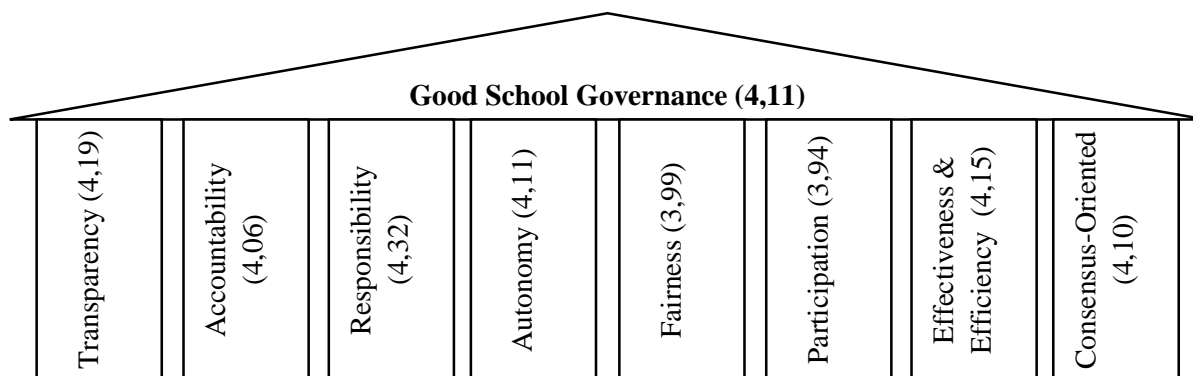 Good School Governance (4,11)
Transparency (4,19)
Accountability
(4,06)
Responsibility
(4,32)
Autonomy (4,11)
Fairness (3,99)
Participation (3,94)
Effectiveness &
Efficiency (4,15)
Consensus-Oriented
(4,10)